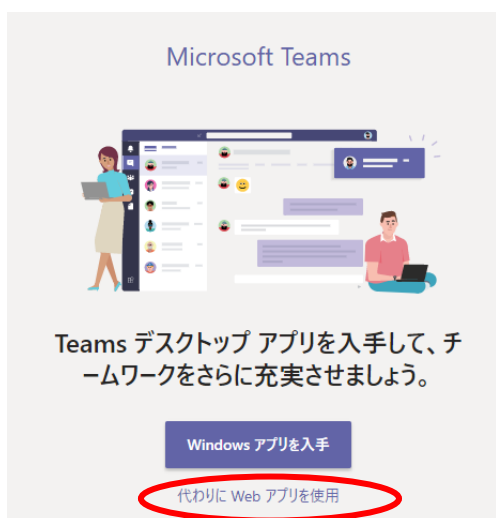 Microsoft Teams
Teams デスクトップ アプリを入手して、チ
ームワークをさらに充実させましょう。
Windows アプリを入手
代わりに Web アプリを使用